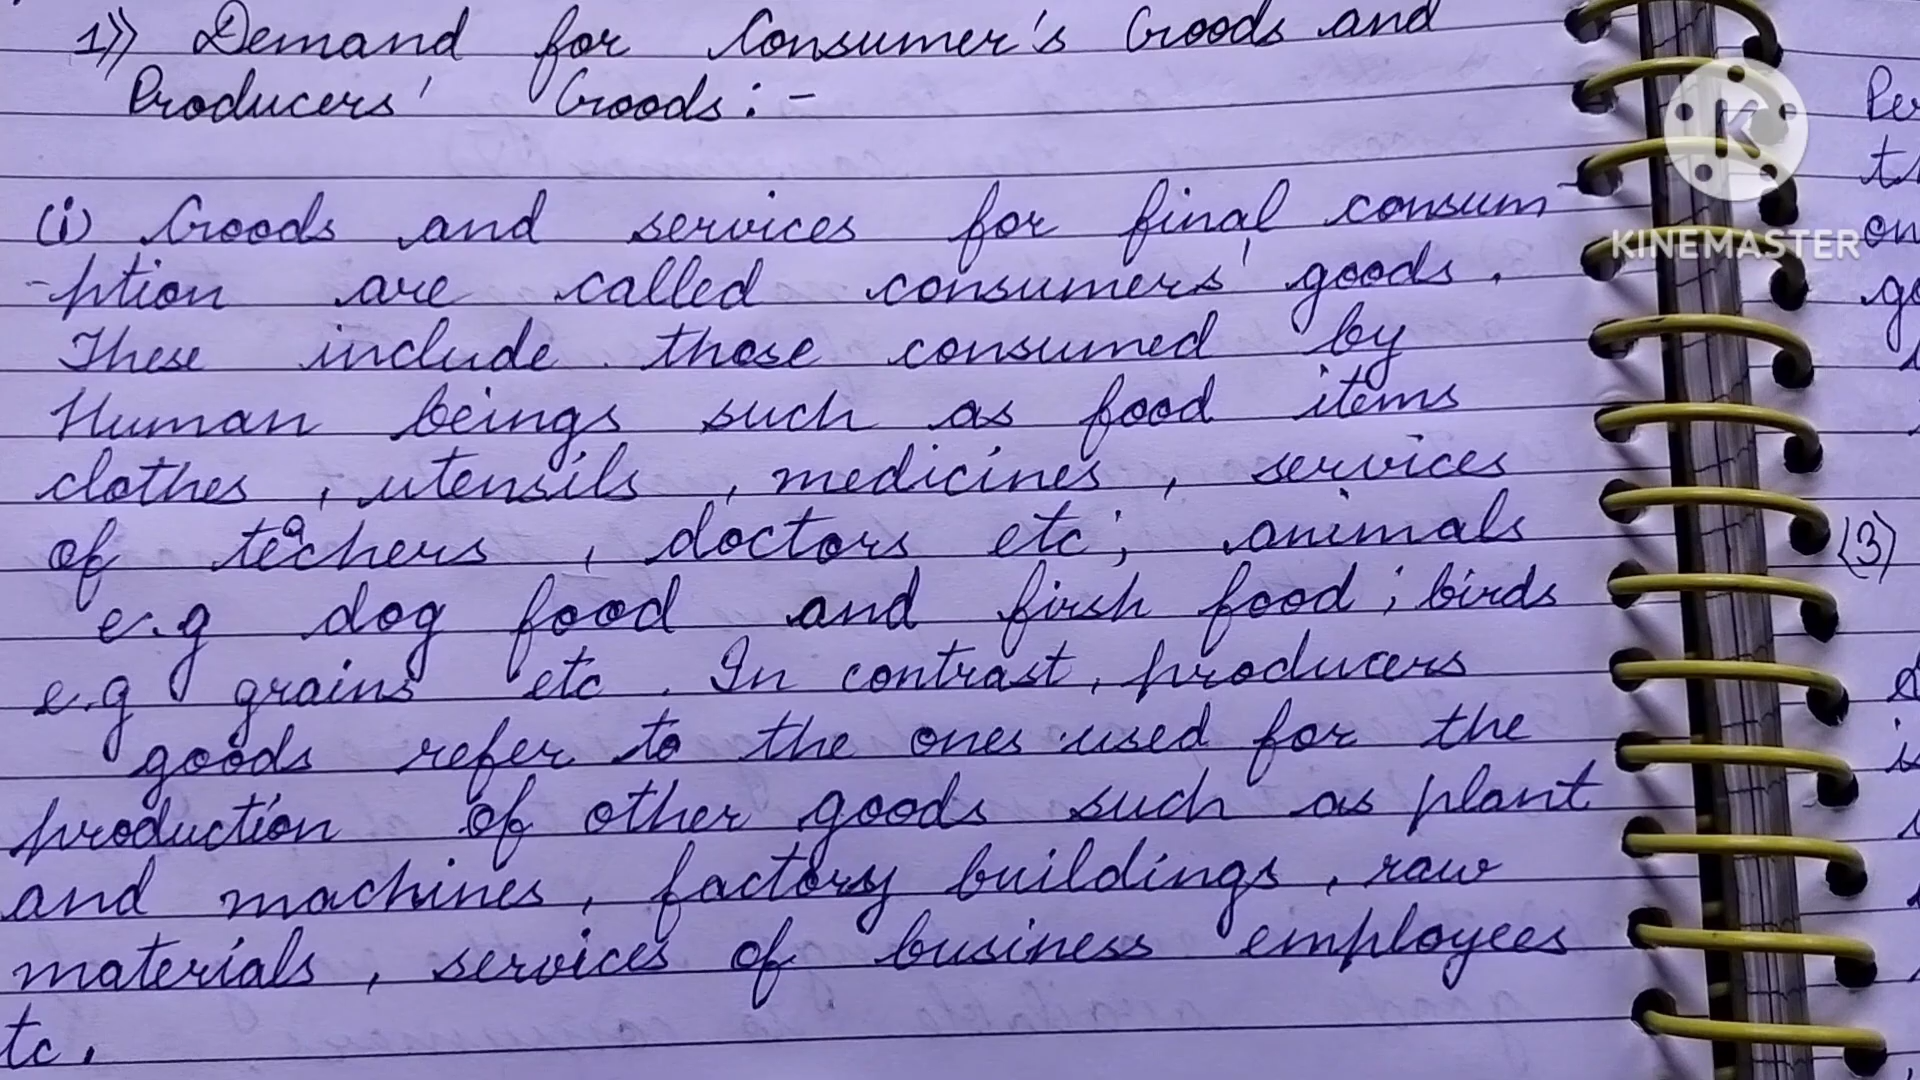 1》 Demand for Consumer's Goods and
Producers' Goods:-
(i) Goods and services for final consum
-ption are called consumers' goods.
These include those consumed by
Human beings such as food items
clothes, utensils, medicines, services
of teachers, doctors etc; animals
e.g dog food and firsh food; birds
e.g grains etc. In contrast, producers
goods refer to the ones used for the
production of other goods such as plant
and machines, factory buildings, raw
materials, services of business employees
tc.
KINEMASTER
Per
on
(3)